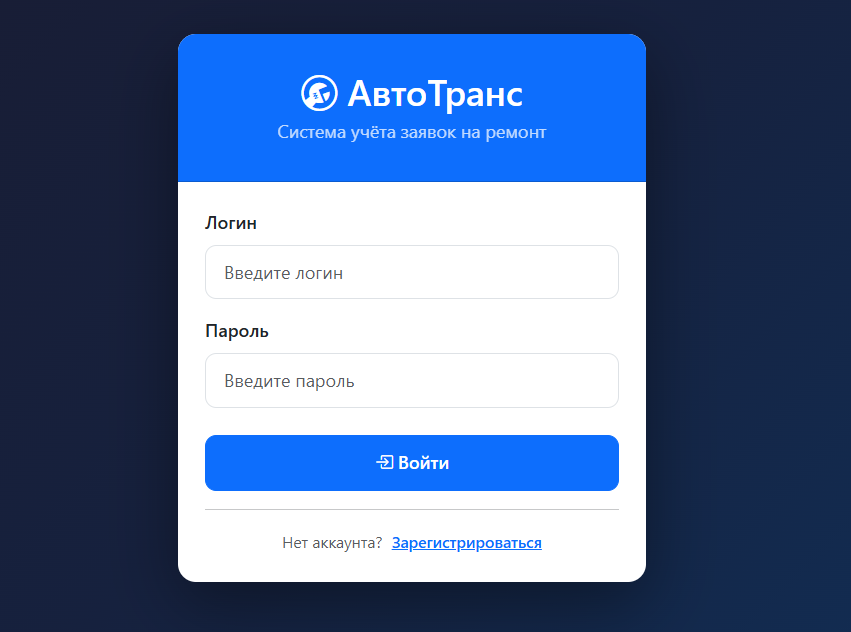 АвтоТранс
Система учёта заявок на ремонт
Логин
Введите логин
Пароль
Введите пароль
Войти
Нет аккаунта? Зарегистрироваться